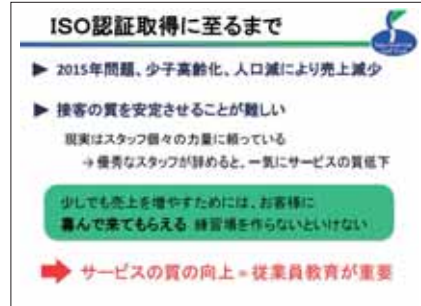 ISO認証取得に至るまで
▶ 2015年問題、少子高齢化、人口減により売上減少
▶ 接客の質を安定させることが難しい
現実はスタッフ個々の力量に頼っている
→優秀なスタッフが辞めると、一気にサービスの質低下
少しでも売上を増やすためには、お客様に
喜んで来てもらえる 練習場を作らないといけない
サービスの質の向上=従業員教育が重要